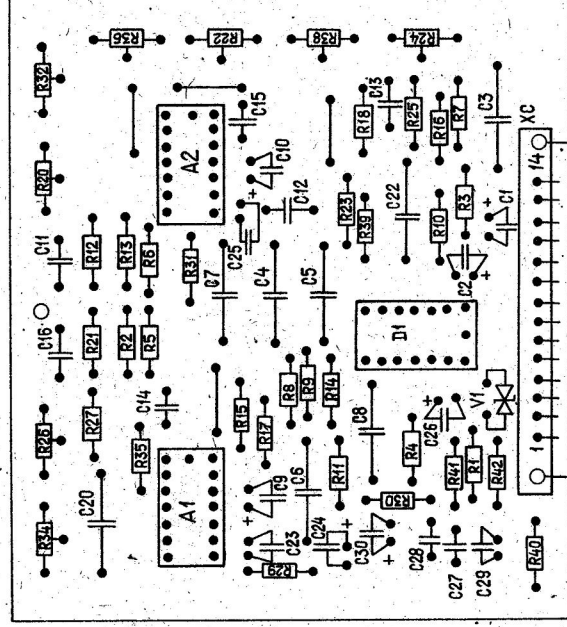 R36 R22 R38 R24
R32
C15 C13 R18 R25 R16 R7 C3 XC
A2 C10
14
R20 C12
R23 R39 C22 R10 R3 C1
C11 R12 R13 R6 R31 C25
C7 C4 C5 C2
C16 R21 R2 R5 D1
R8 R9 R14
R26 R27 C14 R15 R17 C8 V1
C26
R35 R4 1
R34 C20 A1 C9 C6 R11 R41 R1 R42
R30
C23 C24 C30 C28 C27 C29
R29 R40